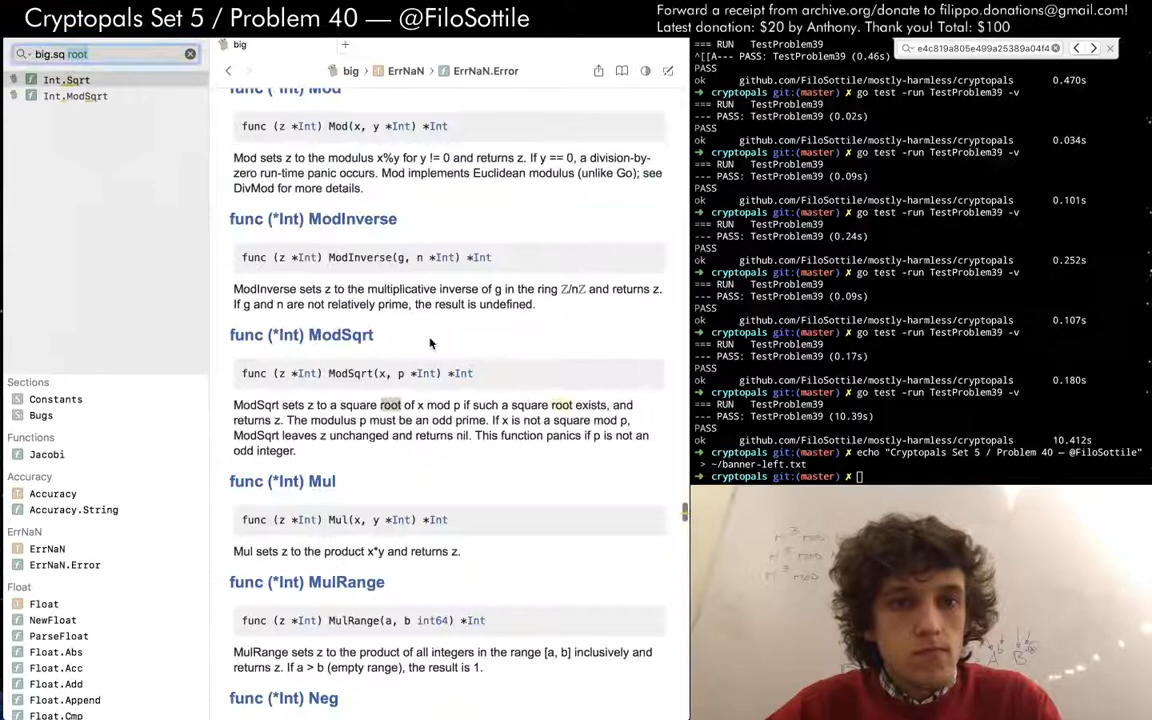 Cryptopals Set 5 / Problem 40 — @FiloSottile
Forward a receipt from archive.org/donate to filippo.donations@gmail.com!
Latest donation: $20 by Anthony. Thank you! Total: $100
big.sq root
Int.Sqrt
Int.ModSqrt
Sections
Constants
Bugs
Functions
Jacobi
Accuracy
Accuracy
Accuracy.String
ErrNaN
ErrNaN
ErrNaN.Error
Float
Float
NewFloat
ParseFloat
Float.Abs
Float.Acc
Float.Add
Float.Append
Float.Cmp
big
big
ErrNaN
ErrNaN.Error
func (*Int) Mod
func (z *Int) Mod(x, y *Int) *Int
Mod sets z to the modulus x%y for y != 0 and returns z. If y == 0, a division-by-
zero run-time panic occurs. Mod implements Euclidean modulus (unlike Go); see
DivMod for more details.
func (*Int) ModInverse
func (z *Int) ModInverse(g, n *Int) *Int
ModInverse sets z to the multiplicative inverse of g in the ring ℤ/nℤ and returns z.
If g and n are not relatively prime, the result is undefined.
func (*Int) ModSqrt
func (z *Int) ModSqrt(x, p *Int) *Int
ModSqrt sets z to a square root of x mod p if such a square root exists, and
returns z. The modulus p must be an odd prime. If x is not a square mod p,
ModSqrt leaves z unchanged and returns nil. This function panics if p is not an
odd integer.
func (*Int) Mul
func (z *Int) Mul(x, y *Int) *Int
Mul sets z to the product x*y and returns z.
func (*Int) MulRange
func (z *Int) MulRange(a, b int64) *Int
MulRange sets z to the product of all integers in the range [a, b] inclusively and
returns z. If a > b (empty range), the result is 1.
func (*Int) Neg
e4c819a805e499a25389a04f4
=== RUN TestProblem39
^[[A--- PASS: TestProblem39 (0.46s)
PASS
ok github.com/FiloSottile/mostly-harmless/cryptopals 0.470s
➜ cryptopals git:(master) ✗ go test -run TestProblem39 -v
=== RUN TestProblem39
--- PASS: TestProblem39 (0.02s)
PASS
ok github.com/FiloSottile/mostly-harmless/cryptopals 0.034s
➜ cryptopals git:(master) ✗ go test -run TestProblem39 -v
=== RUN TestProblem39
--- PASS: TestProblem39 (0.09s)
PASS
ok github.com/FiloSottile/mostly-harmless/cryptopals 0.101s
➜ cryptopals git:(master) ✗ go test -run TestProblem39 -v
=== RUN TestProblem39
--- PASS: TestProblem39 (0.24s)
PASS
ok github.com/FiloSottile/mostly-harmless/cryptopals 0.252s
➜ cryptopals git:(master) ✗ go test -run TestProblem39 -v
=== RUN TestProblem39
--- PASS: TestProblem39 (0.09s)
PASS
ok github.com/FiloSottile/mostly-harmless/cryptopals 0.107s
➜ cryptopals git:(master) ✗ go test -run TestProblem39 -v
=== RUN TestProblem39
--- PASS: TestProblem39 (0.17s)
PASS
ok github.com/FiloSottile/mostly-harmless/cryptopals 0.180s
➜ cryptopals git:(master) ✗ go test -run TestProblem39 -v
=== RUN TestProblem39
--- PASS: TestProblem39 (10.39s)
PASS
ok github.com/FiloSottile/mostly-harmless/cryptopals 10.412s
➜ cryptopals git:(master) ✗ echo "Cryptopals Set 5 / Problem 40 — @FiloSottile"
> ~/banner-left.txt
➜ cryptopals git:(master) ✗
A B